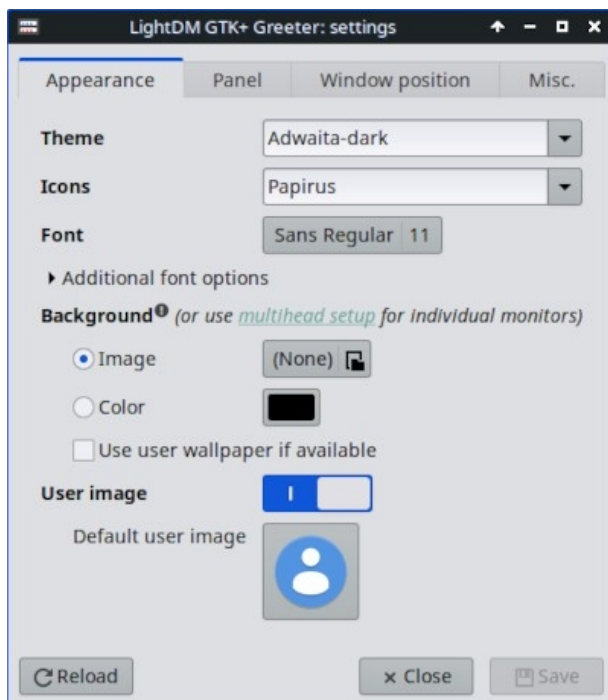 LightDM GTK+ Greeter: settings
Appearance Panel Window position Misc.
Theme Adwaita-dark
Icons Papirus
Font Sans Regular 11
Additional font options
Background (or use multihead setup for individual monitors)
Image (None)
Color
Use user wallpaper if available
User image
Default user image
Reload Close Save